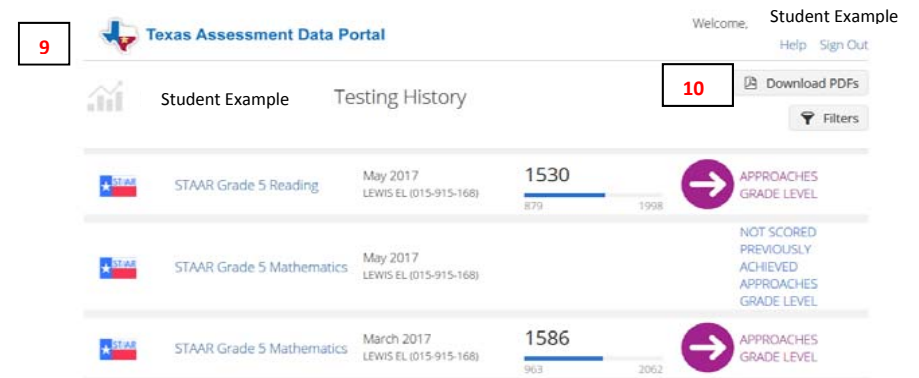 9
Texas Assessment Data Portal
Welcome, Student Example
Help Sign Out
Student Example Testing History
10
Download PDFs
Filters
STAAR
STAAR Grade 5 Reading
May 2017
LEWIS EL (015-915-168)
1530
879 1998
APPROACHES
GRADE LEVEL
STAAR
STAAR Grade 5 Mathematics
May 2017
LEWIS EL (015-915-168)
NOT SCORED
PREVIOUSLY
ACHIEVED
APPROACHES
GRADE LEVEL
STAAR
STAAR Grade 5 Mathematics
March 2017
LEWIS EL (015-915-168)
1586
963 2062
APPROACHES
GRADE LEVEL